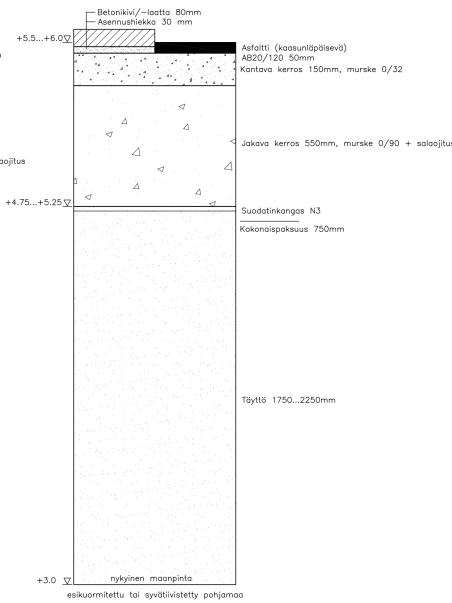 Betonikivi/-laatta 80mm
Asennushiekka 30 mm
+5.5...+6.0
Asfaltti (kaasunläpäisevä)
AB20/120 50mm
Kantava kerros 150mm, murske 0/32
Jakava kerros 550mm, murske 0/90 + salaojitus
aojitus
+4.75...+5.25
Suodatinkangas N3
Kokonaispaksuus 750mm
Täyttö 1750...2250mm
+3.0
nykyinen maanpinta
esikuormitettu tai syvätiivistetty pohjamaa